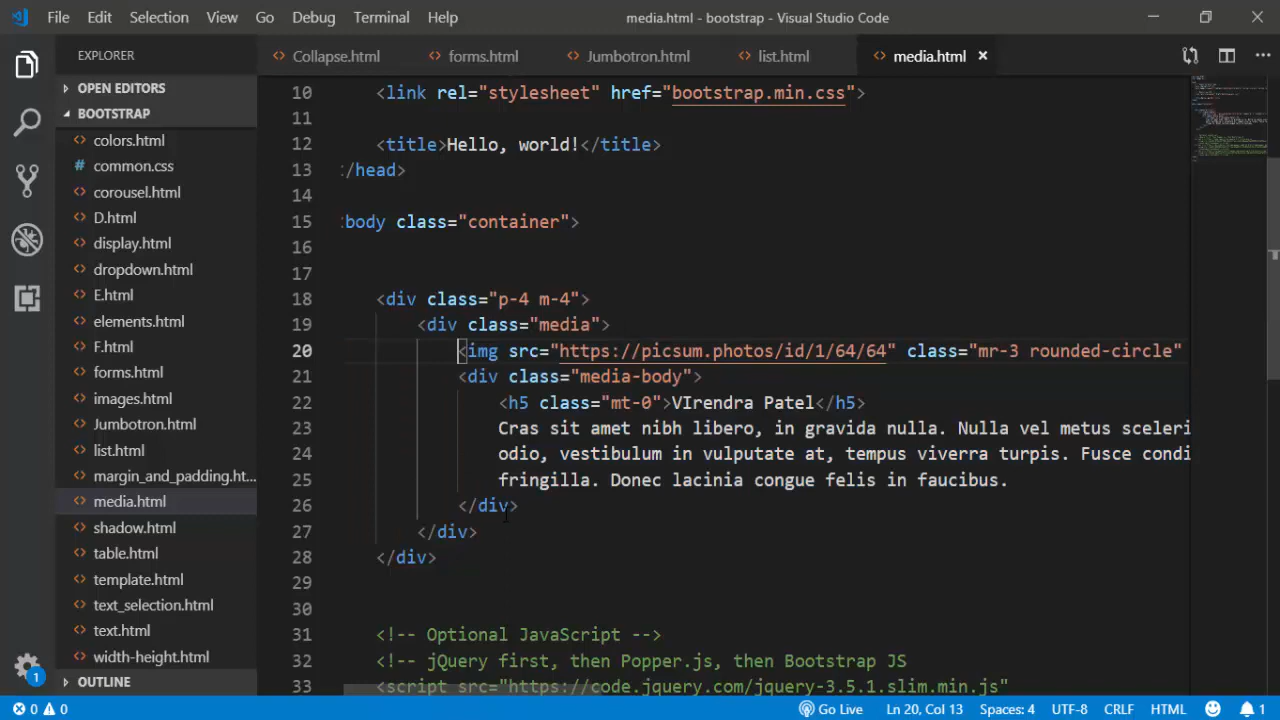 File Edit Selection View Go Debug Terminal Help media.html - bootstrap - Visual Studio Code
EXPLORER
OPEN EDITORS
BOOTSTRAP
colors.html
common.css
corousel.html
D.html
display.html
dropdown.html
E.html
elements.html
F.html
forms.html
images.html
Jumbotron.html
list.html
margin_and_padding.ht...
media.html
shadow.html
table.html
template.html
text_selection.html
text.html
width-height.html
OUTLINE
Collapse.html forms.html Jumbotron.html list.html media.html
10 <link rel="stylesheet" href="bootstrap.min.css">
11
12 <title>Hello, world!</title>
13 /head>
14
15 body class="container">
16
17
18 <div class="p-4 m-4">
19 <div class="media">
20 <img src="https://picsum.photos/id/1/64/64" class="mr-3 rounded-circle"
21 <div class="media-body">
22 <h5 class="mt-0">VIrendra Patel</h5>
23 Cras sit amet nibh libero, in gravida nulla. Nulla vel metus sceleri
24 odio, vestibulum in vulputate at, tempus viverra turpis. Fusce condi
25 fringilla. Donec lacinia congue felis in faucibus.
26 </div>
27 </div>
28 </div>
29
30
31 <!-- Optional JavaScript -->
32 <!-- jQuery first, then Popper.js, then Bootstrap JS
33 <script src="https://code.jquery.com/jquery-3.5.1.slim.min.js"
1
0 0 Go Live Ln 20, Col 13 Spaces: 4 UTF-8 CRLF HTML 1